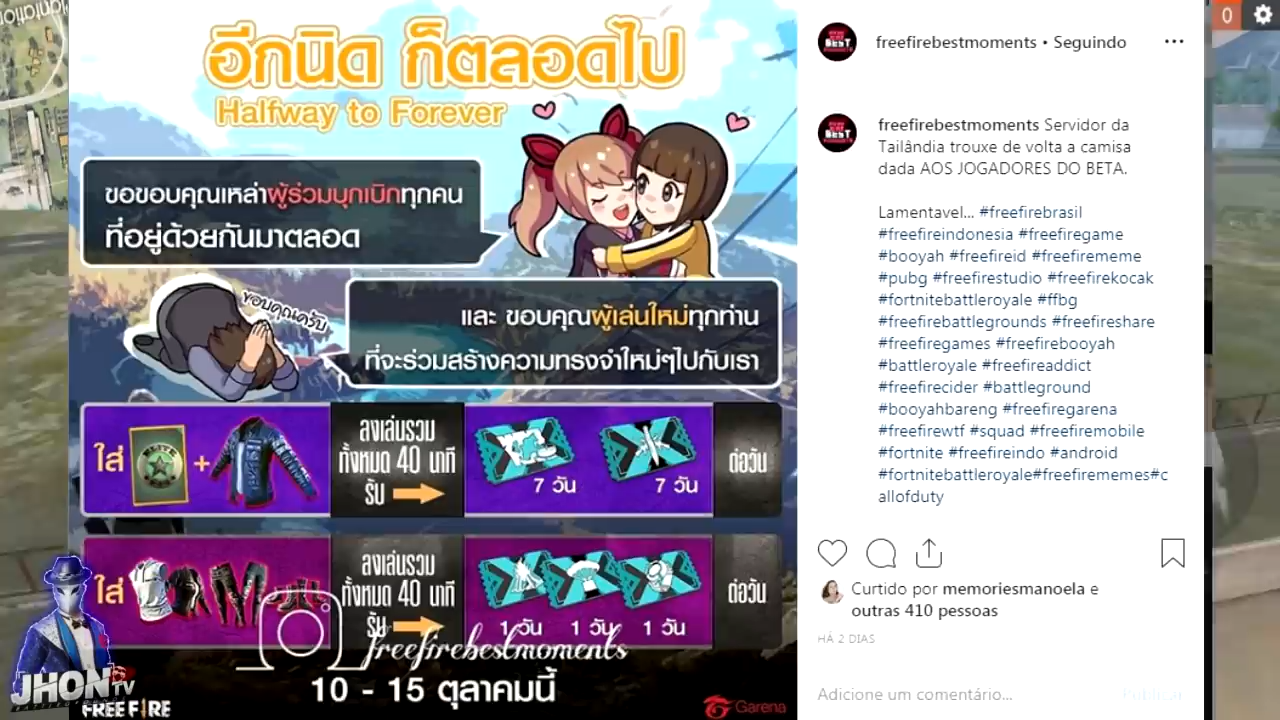 อีกนิด ก็ตลอดไป
Halfway to Forever
ขอขอบคุณเหล่าผู้ร่วมบุกเบิกทุกคน
ที่อยู่ด้วยกันมาตลอด
ขอบคุณครับ
และ ขอบคุณผู้เล่นใหม่ทุกท่าน
ที่จะร่วมสร้างความทรงจำใหม่ๆไปกับเรา
ใส่ + ลงเล่นรวม
ทั้งหมด 40 นาที
รับ
7 วัน 7 วัน
ต่อวัน
ใส่ ลงเล่นรวม
ทั้งหมด 40 นาที
รับ
1 วัน 1 วัน 1 วัน
ต่อวัน
freefirebestmoments
10 - 15 ตุลาคมนี้
JHON TV
FREE FIRE
Garena
0
freefirebestmoments • Seguindo
freefirebestmoments Servidor da
Tailândia trouxe de volta a camisa
dada AOS JOGADORES DO BETA.
Lamentavel... #freefirebrasil
#freefireindonesia #freefiregame
#booyah #freefireid #freefirememe
#pubg #freefirestudio #freefirekocak
#fortnitebattleroyale #ffbg
#freefirebattlegrounds #freefireshare
#freefiregames #freefirebooyah
#battleroyale #freefireaddict
#freefirecider #battleground
#booyahbareng #freefiregarena
#freefirewtf #squad #freefiremobile
#fortnite #freefireindo #android
#fortnitebattleroyale#freefirememes#c
allofduty
Curtido por memoriesmanoela e
outras 410 pessoas
HÁ 2 DIAS
Adicione um comentário...
Publicar